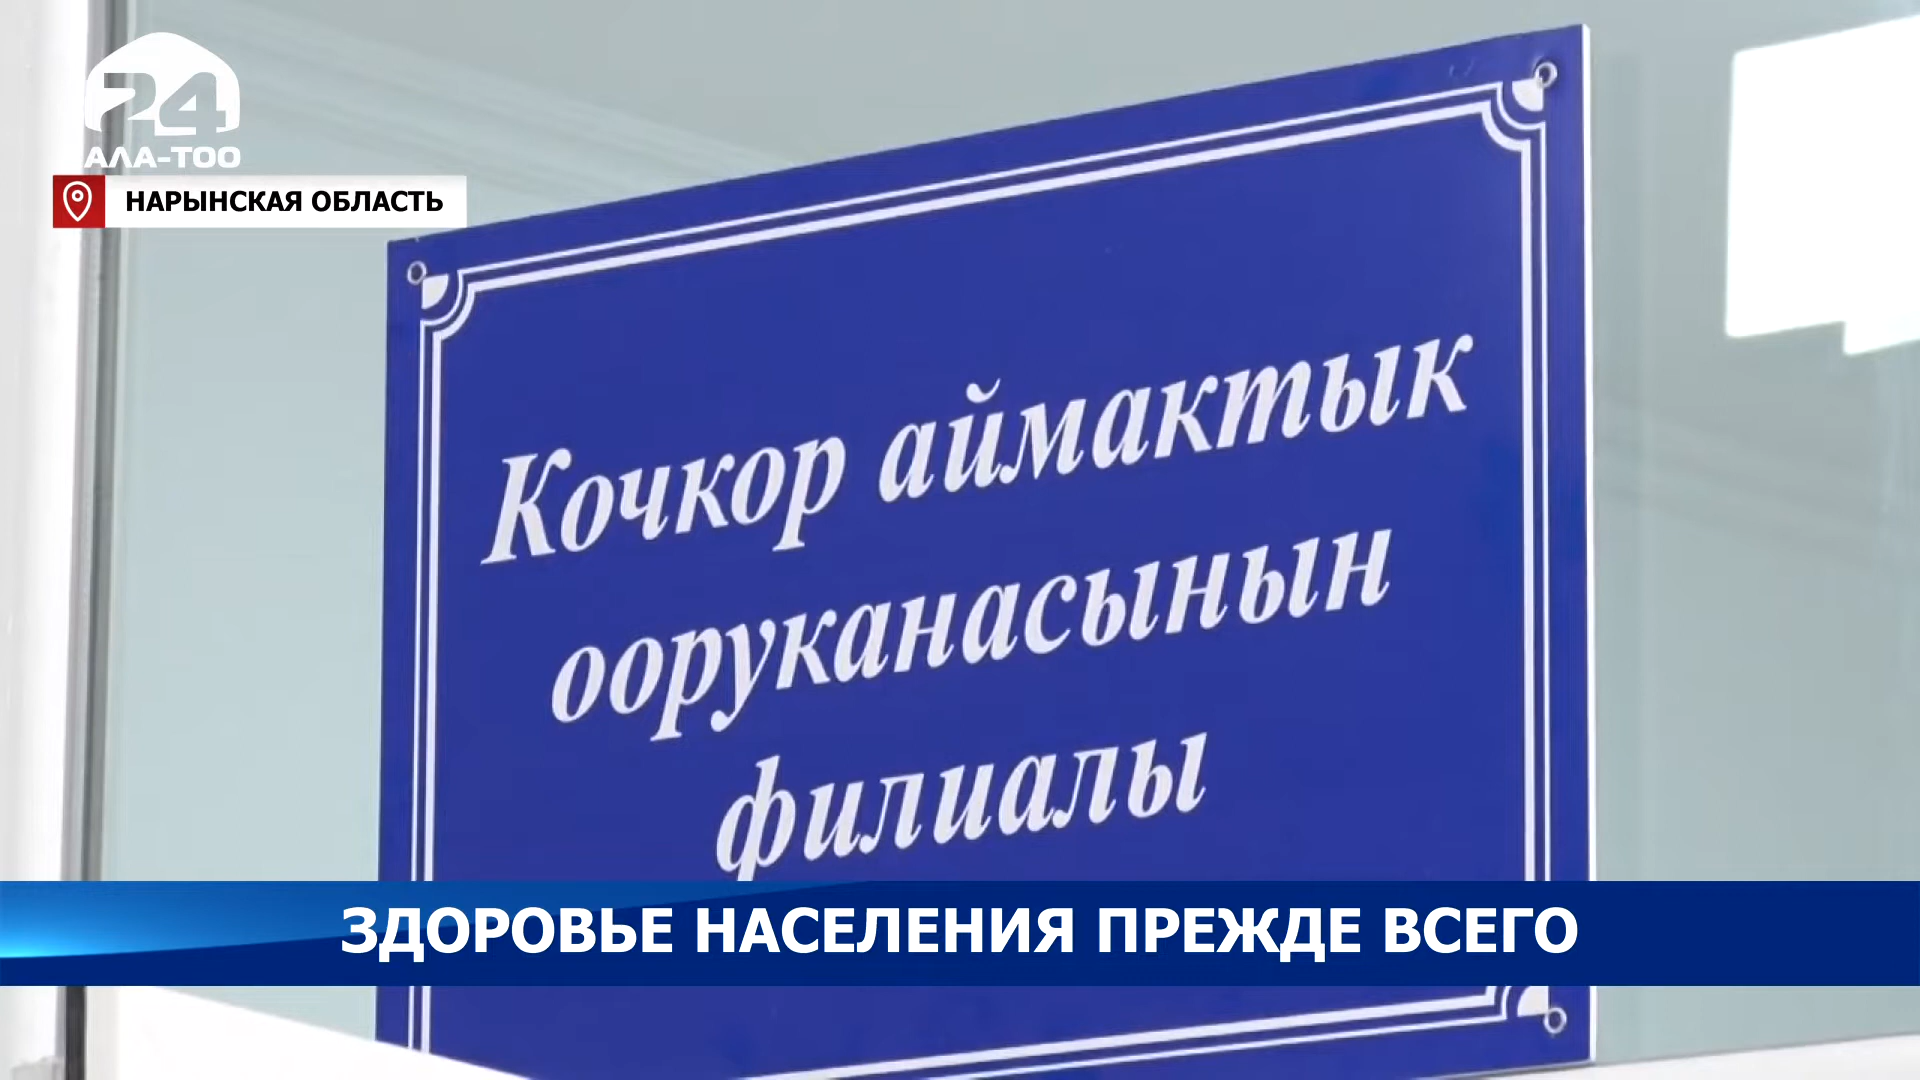 24
АЛА-ТОО
НАРЫНСКАЯ ОБЛАСТЬ
Кочкор аймактык
ооруканасынын
филиалы
ЗДОРОВЬЕ НАСЕЛЕНИЯ ПРЕЖДЕ ВСЕГО